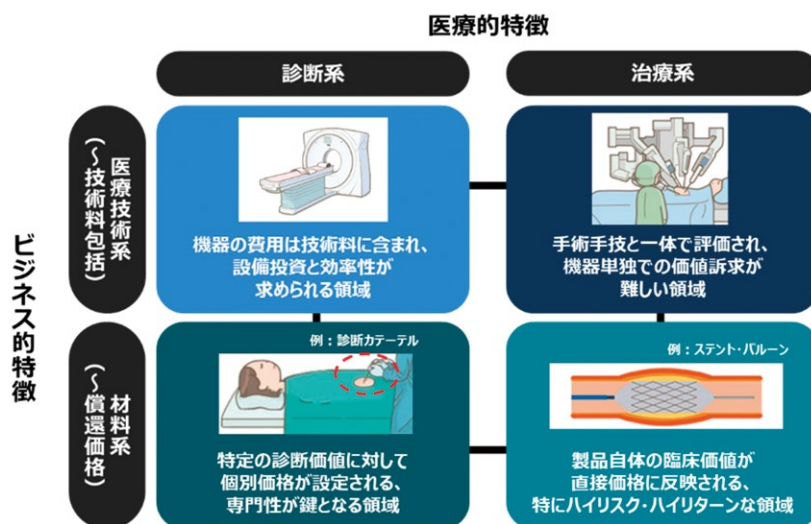 医療的特徴
診断系
治療系
ビジネス的特徴
医療技術系
(～技術料包括)
機器の費用は技術料に含まれ、
設備投資と効率性が
求められる領域
手術手技と一体で評価され、
機器単独での価値訴求が
難しい領域
材料系
(～償還価格)
例：診断カテーテル
特定の診断価値に対して
個別価格が設定される、
専門性が鍵となる領域
例：ステント・バルーン
製品自体の臨床価値が
直接価格に反映される、
特にハイリスク・ハイリターンな領域